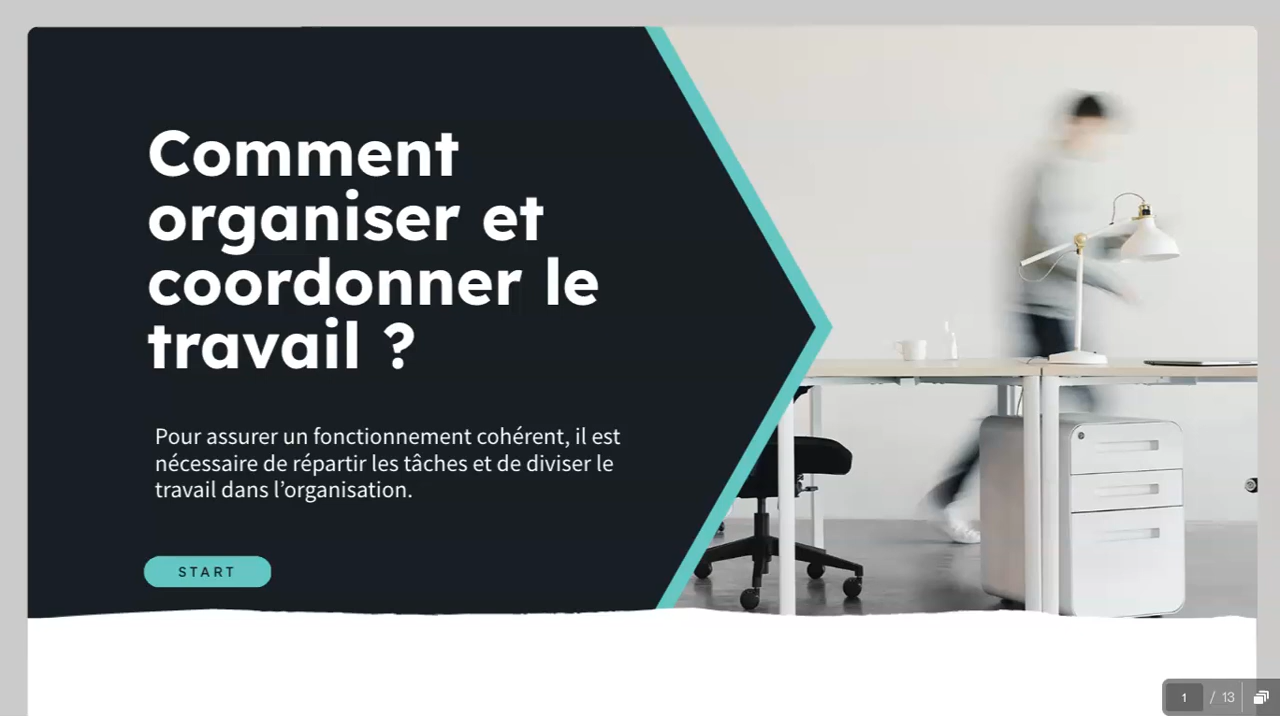 Comment
organiser et
coordonner le
travail ?
Pour assurer un fonctionnement cohérent, il est
nécessaire de répartir les tâches et de diviser le
travail dans l’organisation.
START
1 / 13